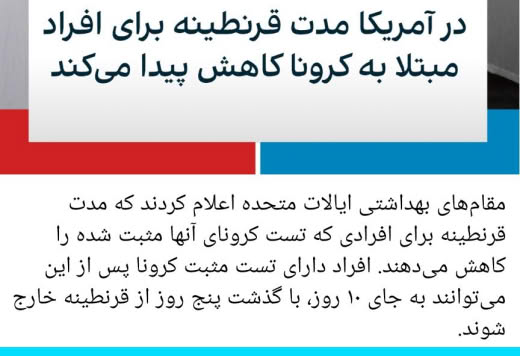 در آمریکا مدت قرنطینه برای افراد
مبتلا به کرونا کاهش پیدا می‌کند
مقام‌های بهداشتی ایالات متحده اعلام کردند که مدت
قرنطینه برای افرادی که تست کرونای آنها مثبت شده را
کاهش می‌دهند. افراد دارای تست مثبت کرونا پس از این
می‌توانند به جای ۱۰ روز، با گذشت پنج روز از قرنطینه خارج
شوند.